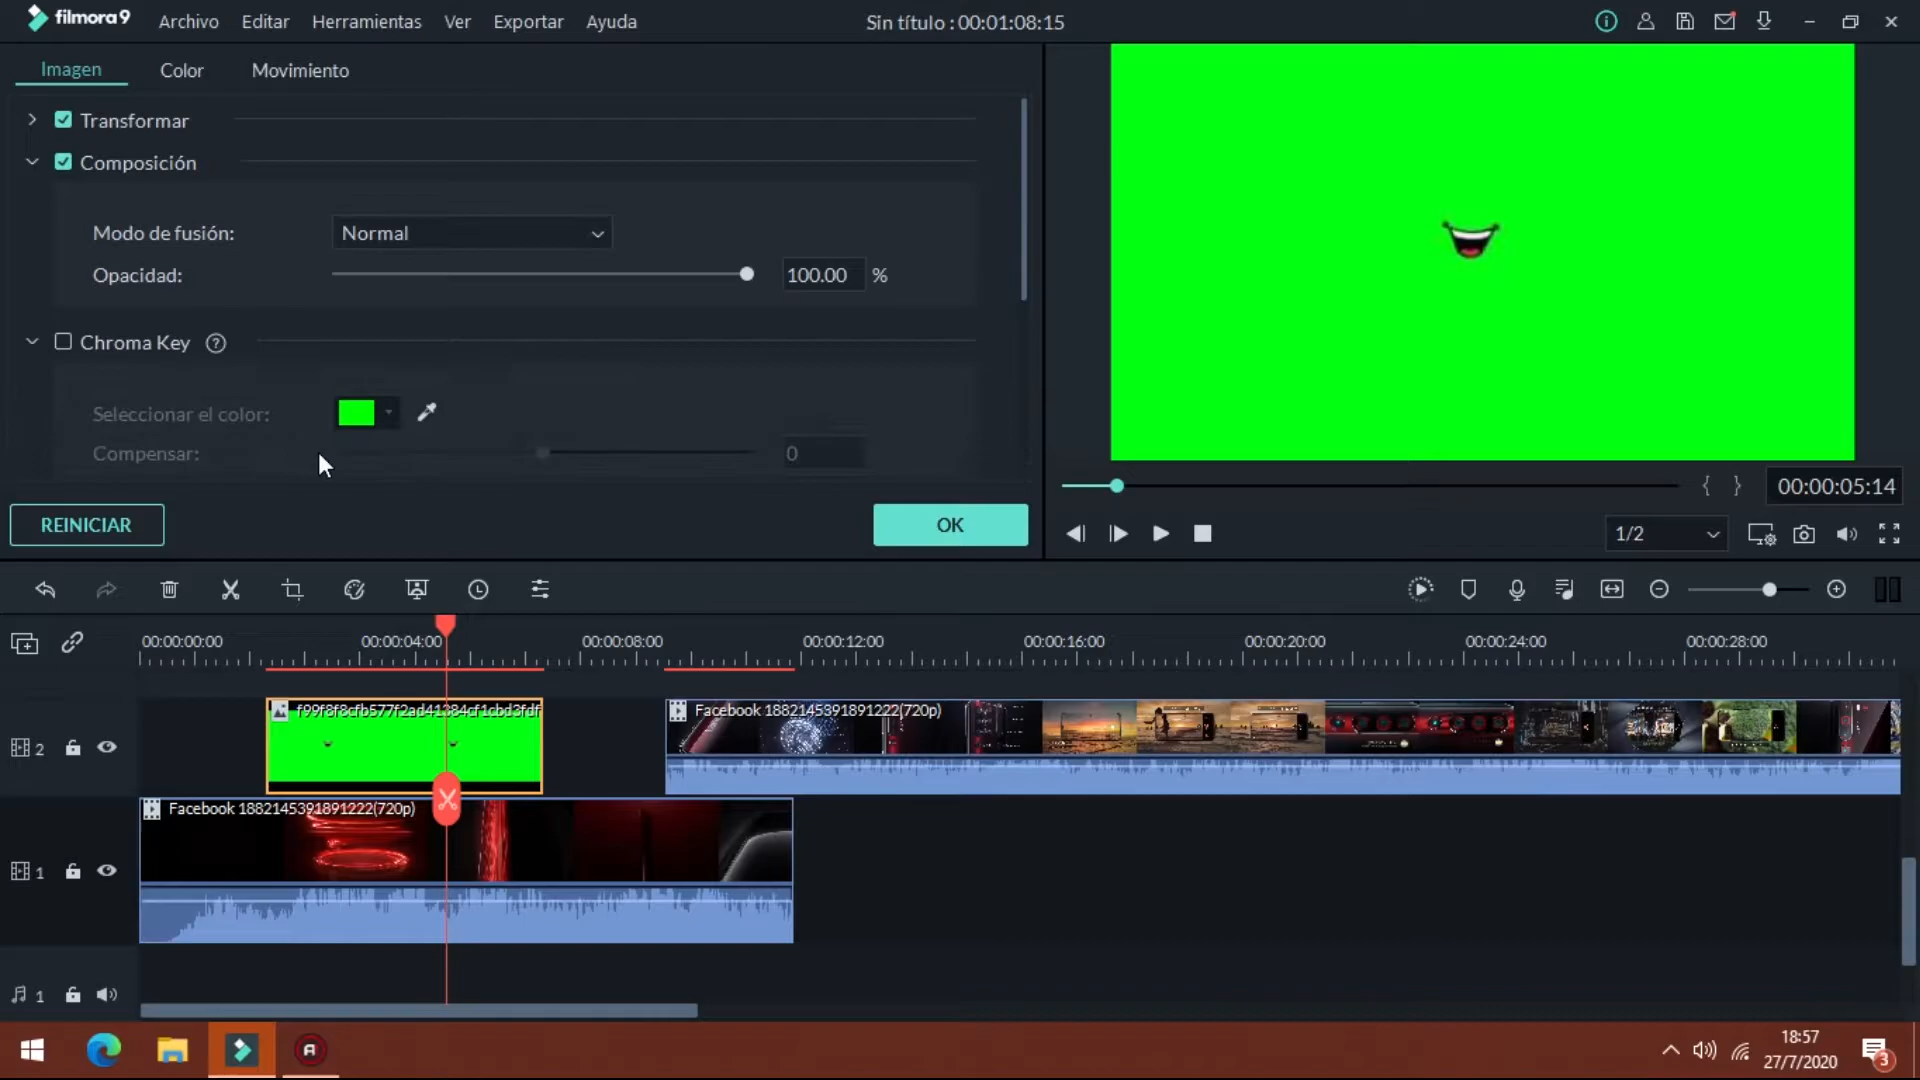 filmora9 Archivo Editar Herramientas Ver Exportar Ayuda Sin título : 00:01:08:15
Imagen Color Movimiento
Transformar
Composición
Modo de fusión: Normal
Opacidad: 100.00 %
Chroma Key ?
Seleccionar el color:
Compensar: 0
REINICIAR OK
00:00:05:14
1/2
00:00:00:00 00:00:04:00 00:00:08:00 00:00:12:00 00:00:16:00 00:00:20:00 00:00:24:00 00:00:28:00
f99f8f8cfb577f2ad41384cf1cbd3fdf
Facebook 1882145391891222(720p)
2
Facebook 1882145391891222(720p)
1
1
18:57
27/7/2020
3